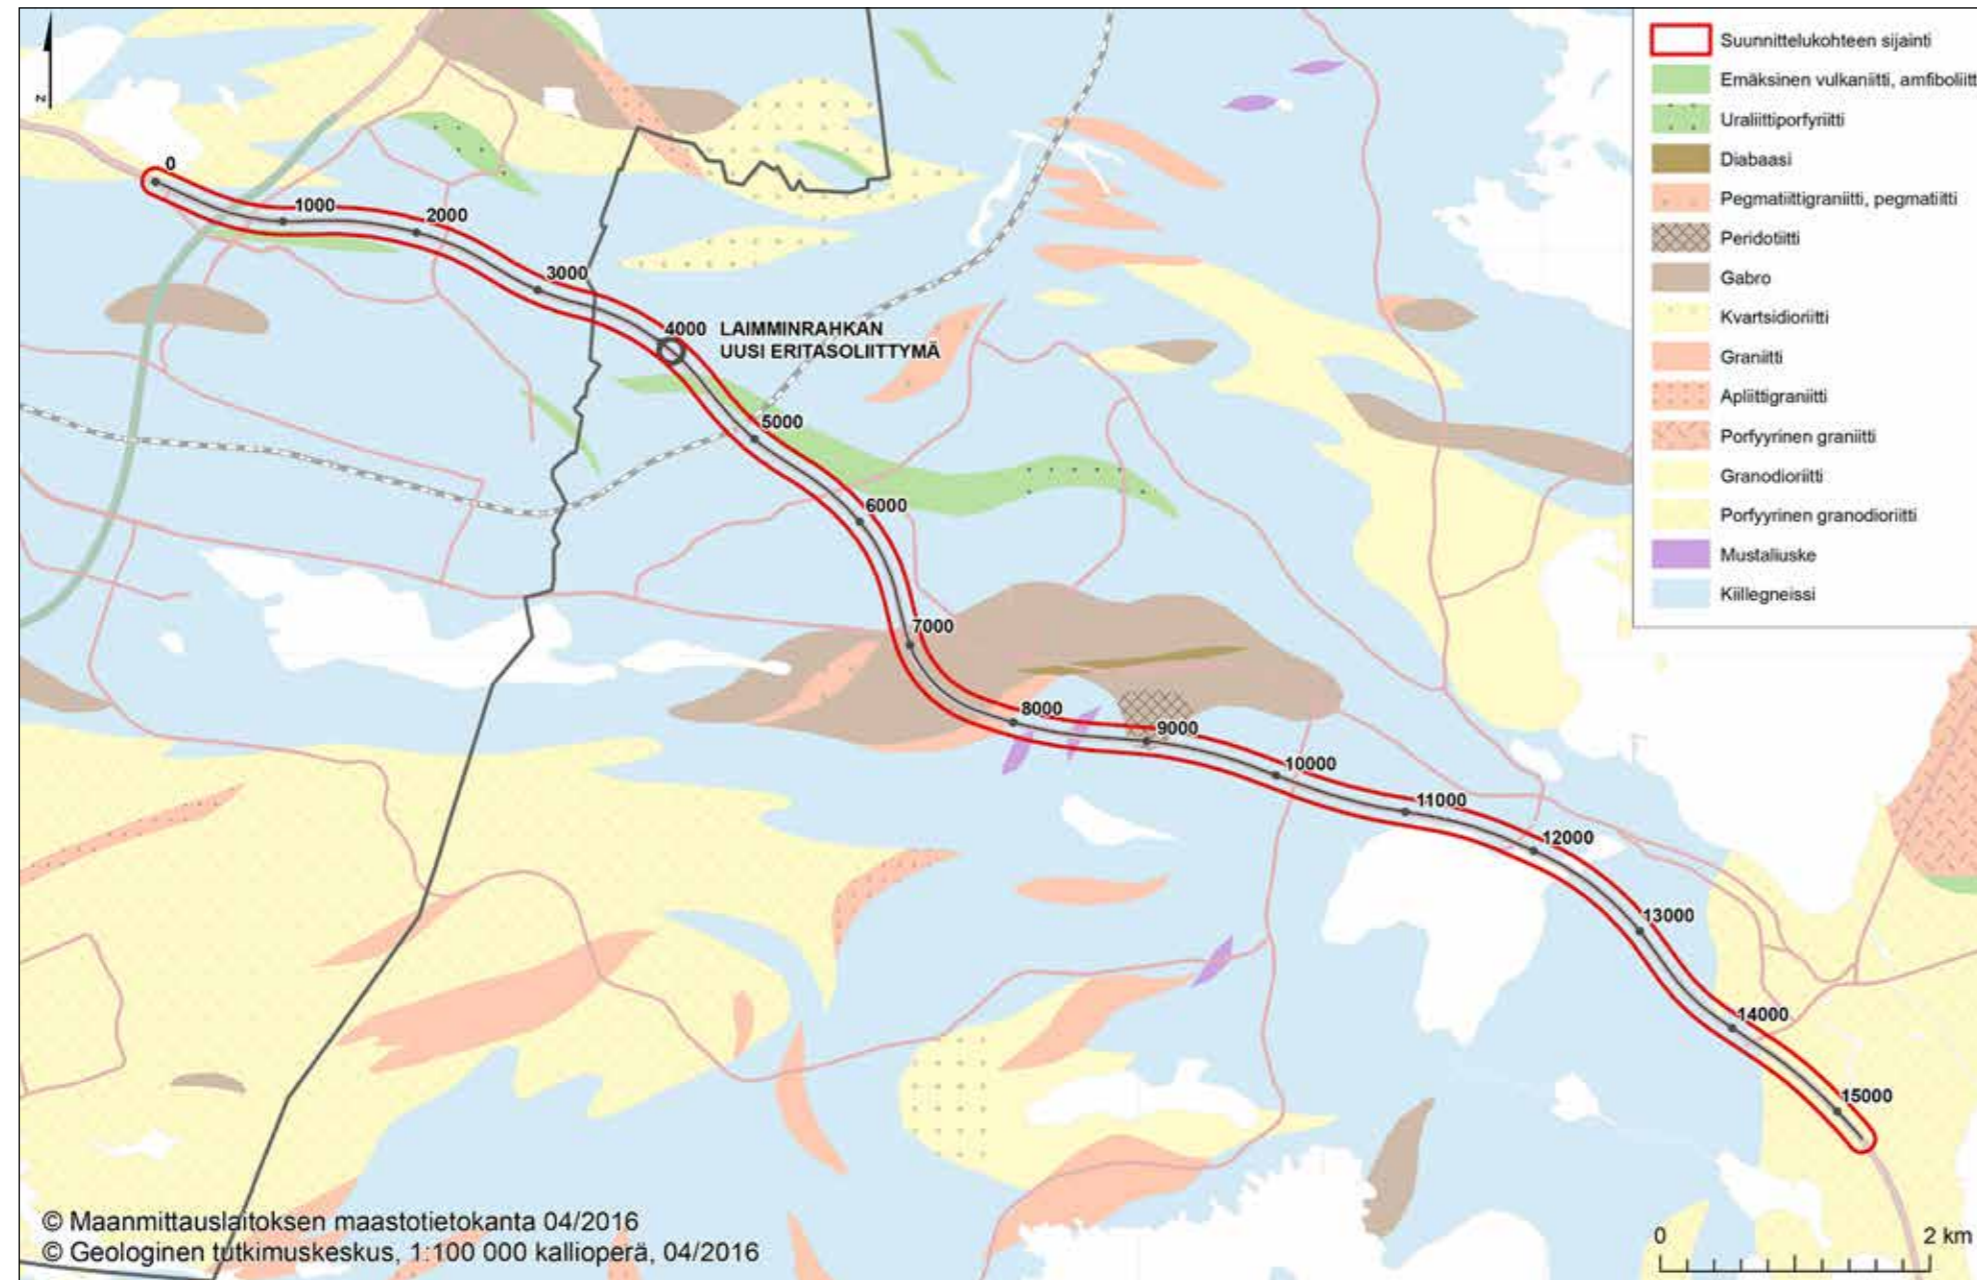 N
0
1000
2000
3000
4000
LAIMMINRAHKAN
UUSI ERITASOLIITTYMÄ
5000
6000
7000
8000
9000
10000
11000
12000
13000
14000
15000
Suunnittelukohteen sijainti
Emäksinen vulkaniitti, amfiboliitt
Uraliittiporfyriitti
Diabaasi
Pegmatiittigraniitti, pegmatiitti
Peridotiitti
Gabro
Kvartsidioriitti
Graniitti
Apliittigraniitti
Porfyyrinen graniitti
Granodioriitti
Porfyyrinen granodioriitti
Mustaliuske
Kiillegneissi
© Maanmittauslaitoksen maastotietokanta 04/2016
© Geologinen tutkimuskeskus, 1:100 000 kallioperä, 04/2016
0 2 km